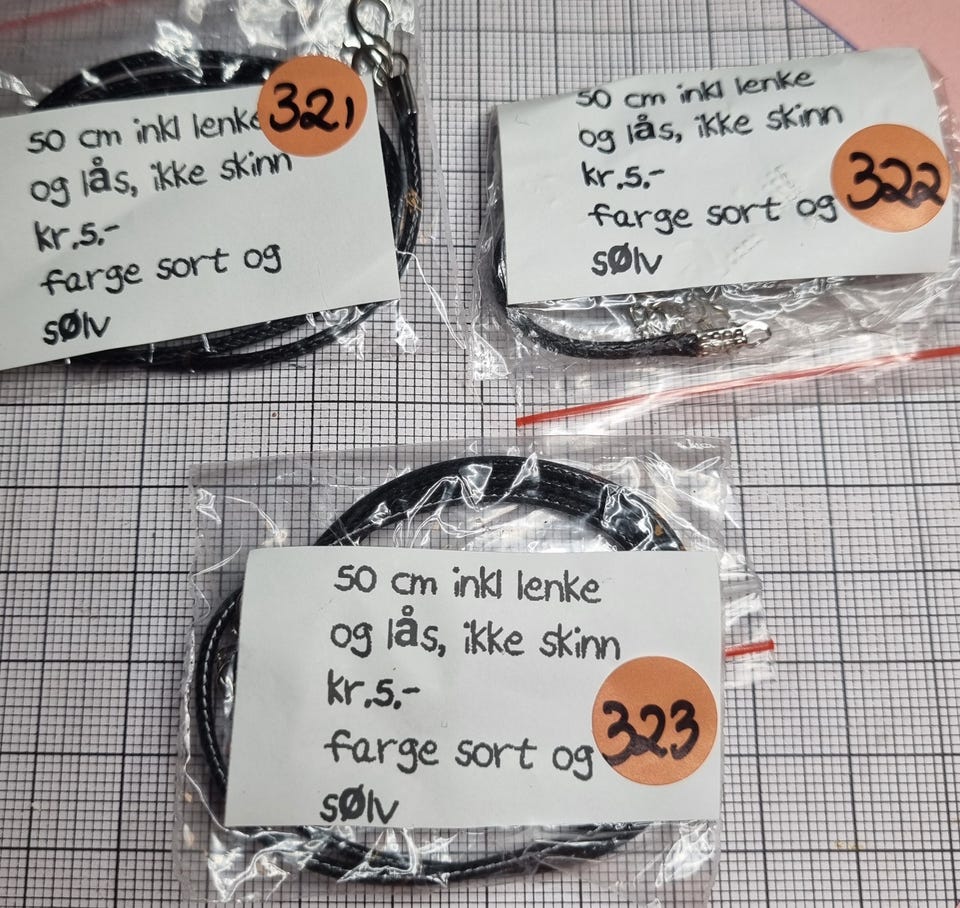 50 cm inkl lenke
og lås, ikke skinn
kr.5.-
farge sort og
sølv
321
50 cm inkl lenke
og lås, ikke skinn
kr.5.-
farge sort og
sølv
322
50 cm inkl lenke
og lås, ikke skinn
kr.5.-
farge sort og
sølv
323